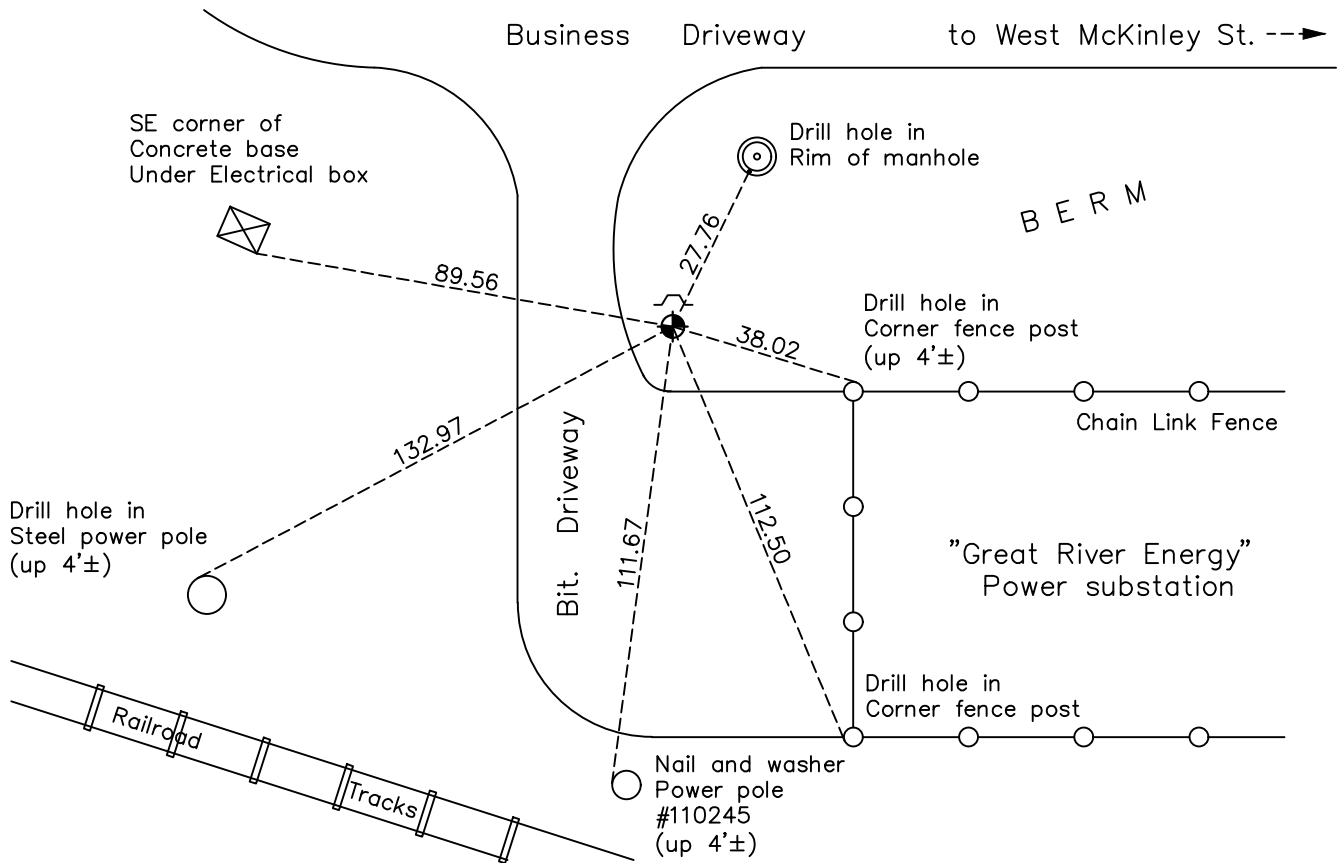 Business Driveway to West McKinley St.
SE corner of
Concrete base
Under Electrical box
Drill hole in
Rim of manhole
BERM
27.76
89.56
Drill hole in
Corner fence post
(up 4'±)
38.02
Chain Link Fence
132.97
Bit. Driveway
111.67
112.50
Drill hole in
Steel power pole
(up 4'±)
"Great River Energy"
Power substation
Drill hole in
Corner fence post
Railroad
Tracks
Nail and washer
Power pole
#110245
(up 4'±)